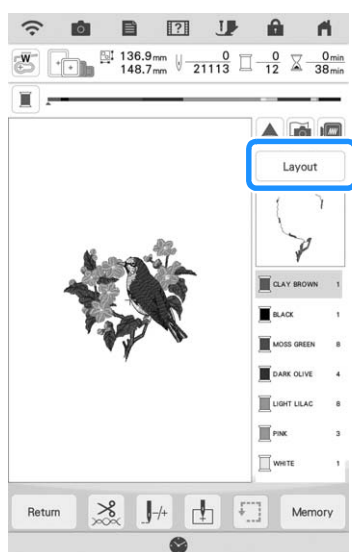 W
136.9mm
148.7mm
0
21113
0
12
0min
38min
Layout
CLAY BROWN 1
BLACK 1
MOSS GREEN 8
DARK OLIVE 4
LIGHT LILAC 8
PINK 3
WHITE 1
Return
-/+
Memory